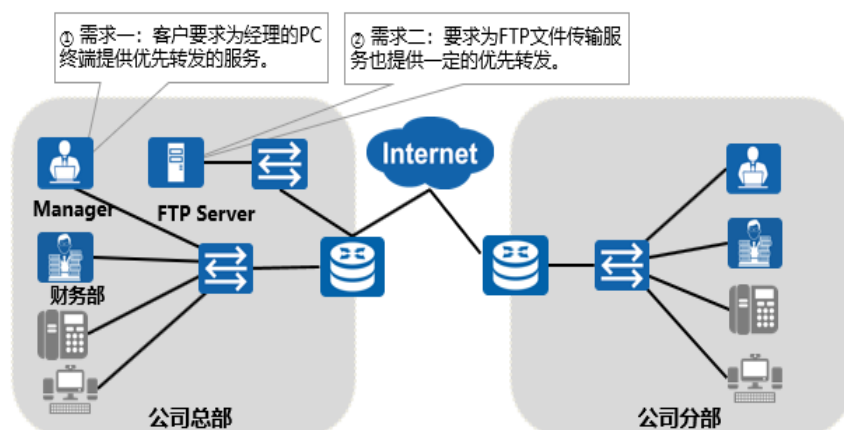 ① 需求一：客户要求为经理的PC
终端提供优先转发的服务。
② 需求二：要求为FTP文件传输服
务也提供一定的优先转发。
Internet
Manager
FTP Server
财务部
公司总部
公司分部